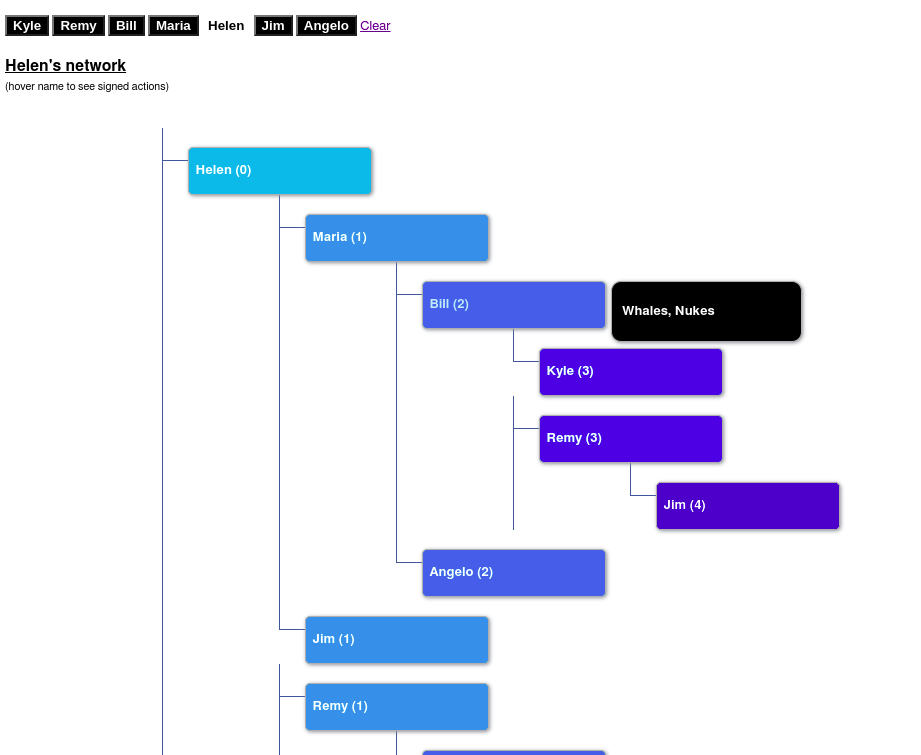 Kyle Remy Bill Maria Helen Jim Angelo Clear
Helen's network
(hover name to see signed actions)
Helen (0)
Maria (1)
Bill (2) Whales, Nukes
Kyle (3)
Remy (3)
Jim (4)
Angelo (2)
Jim (1)
Remy (1)